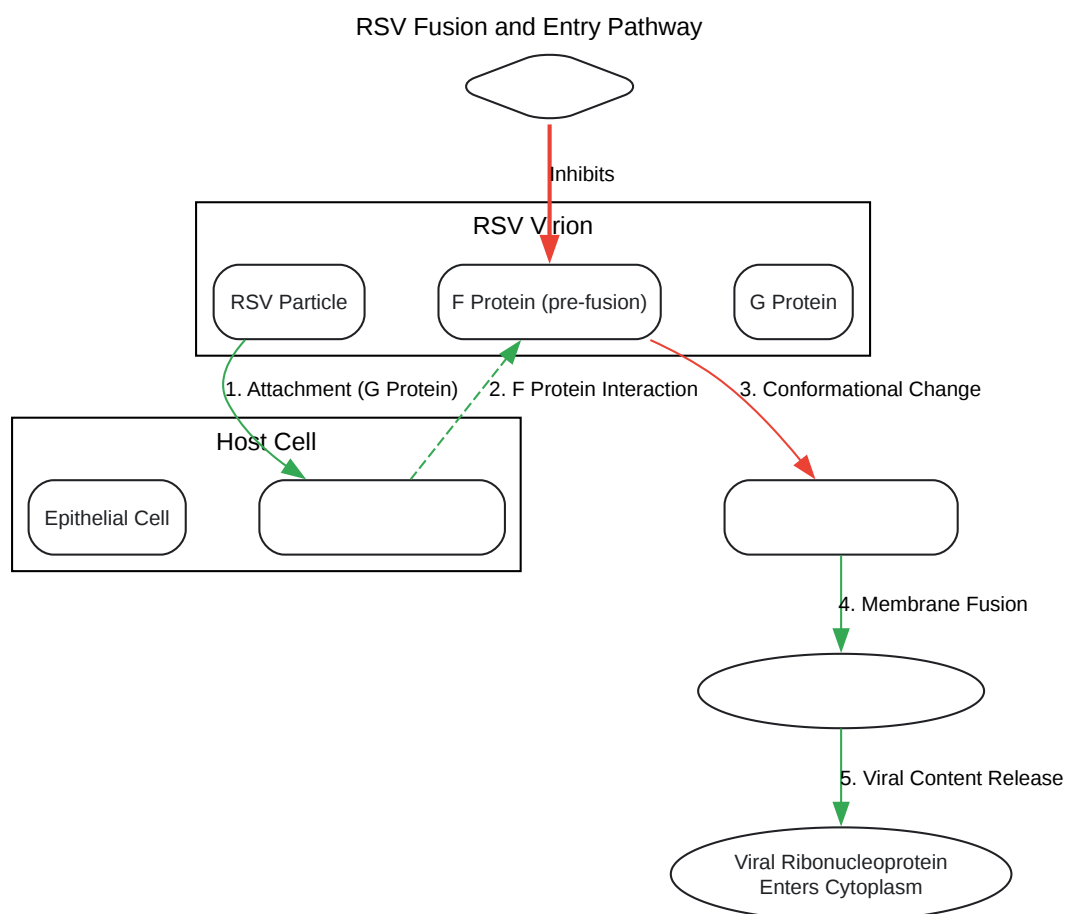 RSV Fusion and Entry Pathway
Inhibits
RSV Virion
RSV Particle
F Protein (pre-fusion)
G Protein
1. Attachment (G Protein)
2. F Protein Interaction
3. Conformational Change
Host Cell
Epithelial Cell
4. Membrane Fusion
5. Viral Content Release
Viral Ribonucleoprotein
Enters Cytoplasm